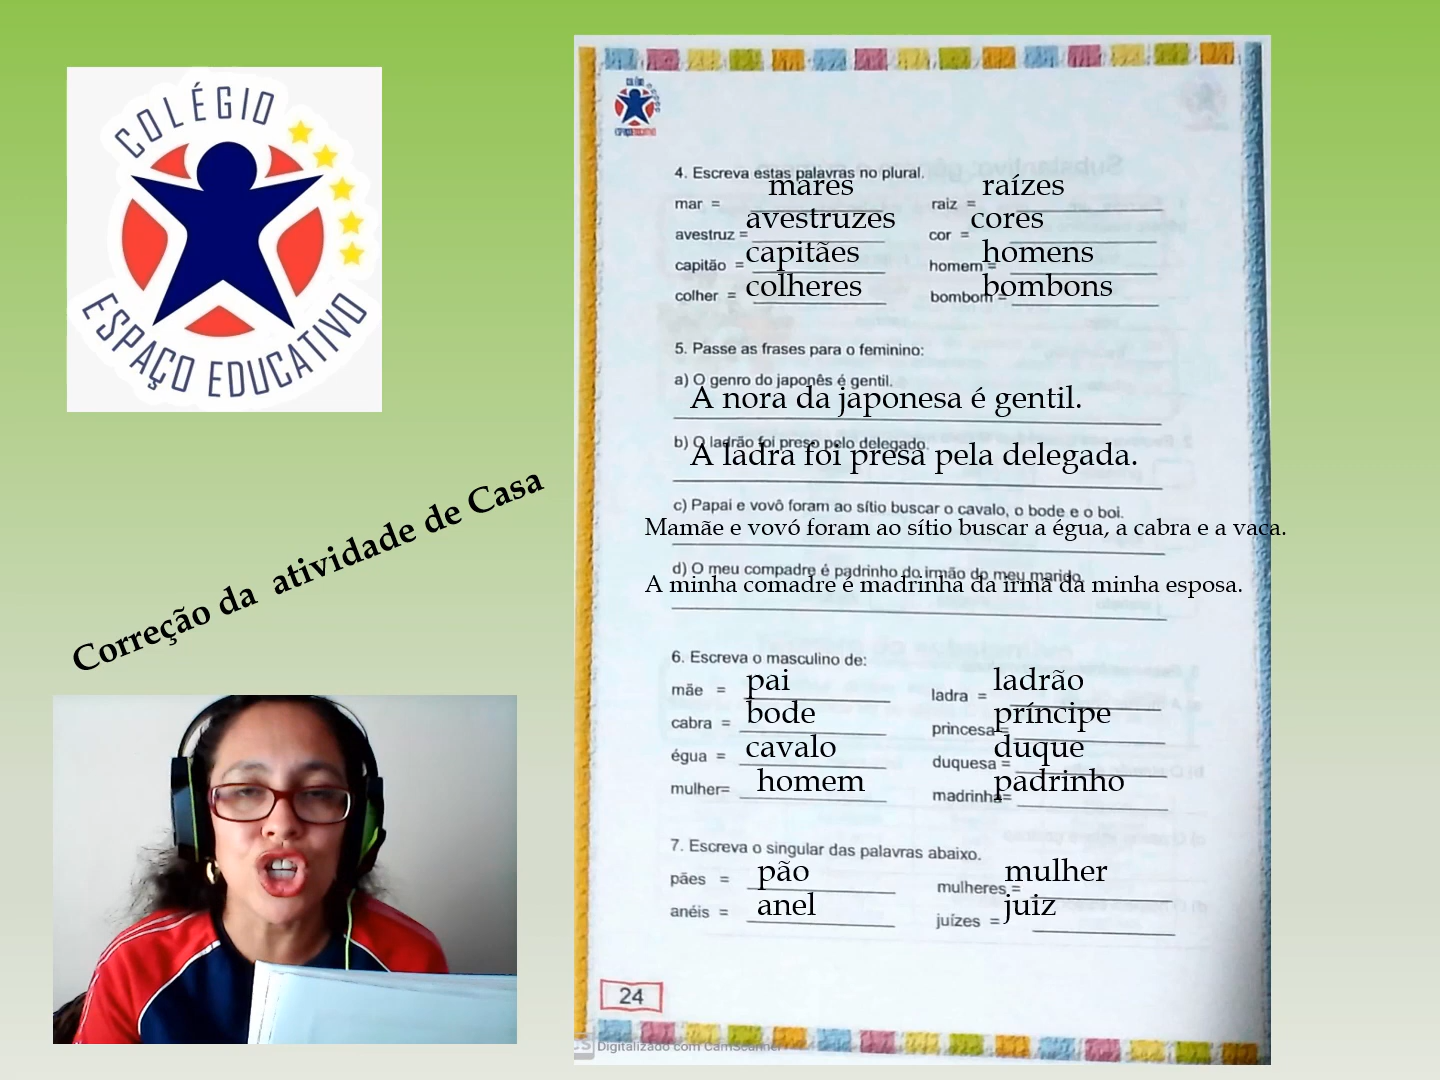 COLÉGIO
ESPAÇO EDUCATIVO
Correção da atividade de Casa
4. Escreva estas palavras no plural.
mar = mares
raiz = raízes
avestruz = avestruzes
cor = cores
capitão = capitães
homem = homens
colher = colheres
bombom = bombons
5. Passe as frases para o feminino:
a) O genro do japonês é gentil.
A nora da japonesa é gentil.
b) O ladrão foi preso pelo delegado.
A ladra foi presa pela delegada.
c) Papai e vovô foram ao sítio buscar o cavalo, o bode e o boi.
Mamãe e vovó foram ao sítio buscar a égua, a cabra e a vaca.
d) O meu compadre é padrinho do irmão do meu marido.
A minha comadre é madrinha da irmã da minha esposa.
6. Escreva o masculino de:
mãe = pai
ladra = ladrão
cabra = bode
princesa = príncipe
égua = cavalo
duquesa = duque
mulher= homem
madrinha= padrinho
7. Escreva o singular das palavras abaixo.
pães = pão
mulheres = mulher
anéis = anel
juízes = juiz
24
CS Digitalizado com CamScanner